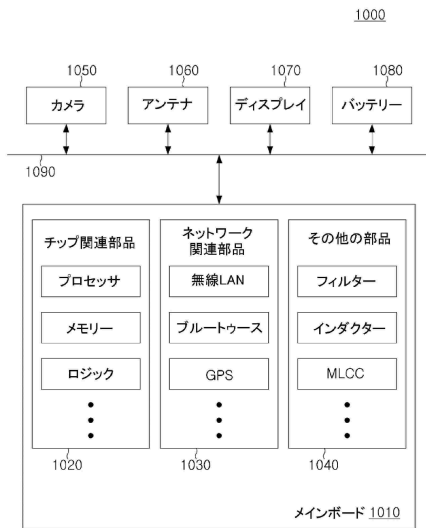 1000
1050
1060
1070
1080
カメラ
アンテナ
ディスプレイ
バッテリー
1090
チップ関連部品
プロセッサ
メモリー
ロジック
1020
ネットワーク
関連部品
無線LAN
ブルートゥース
GPS
1030
その他の部品
フィルター
インダクター
MLCC
1040
メインボード 1010